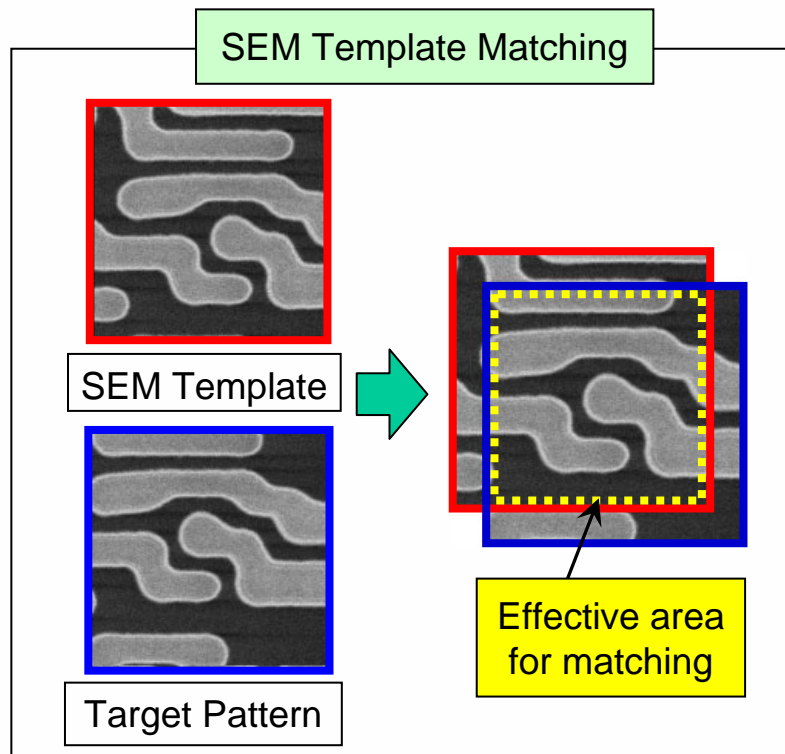 SEM Template Matching
SEM Template
Target Pattern
Effective area
for matching